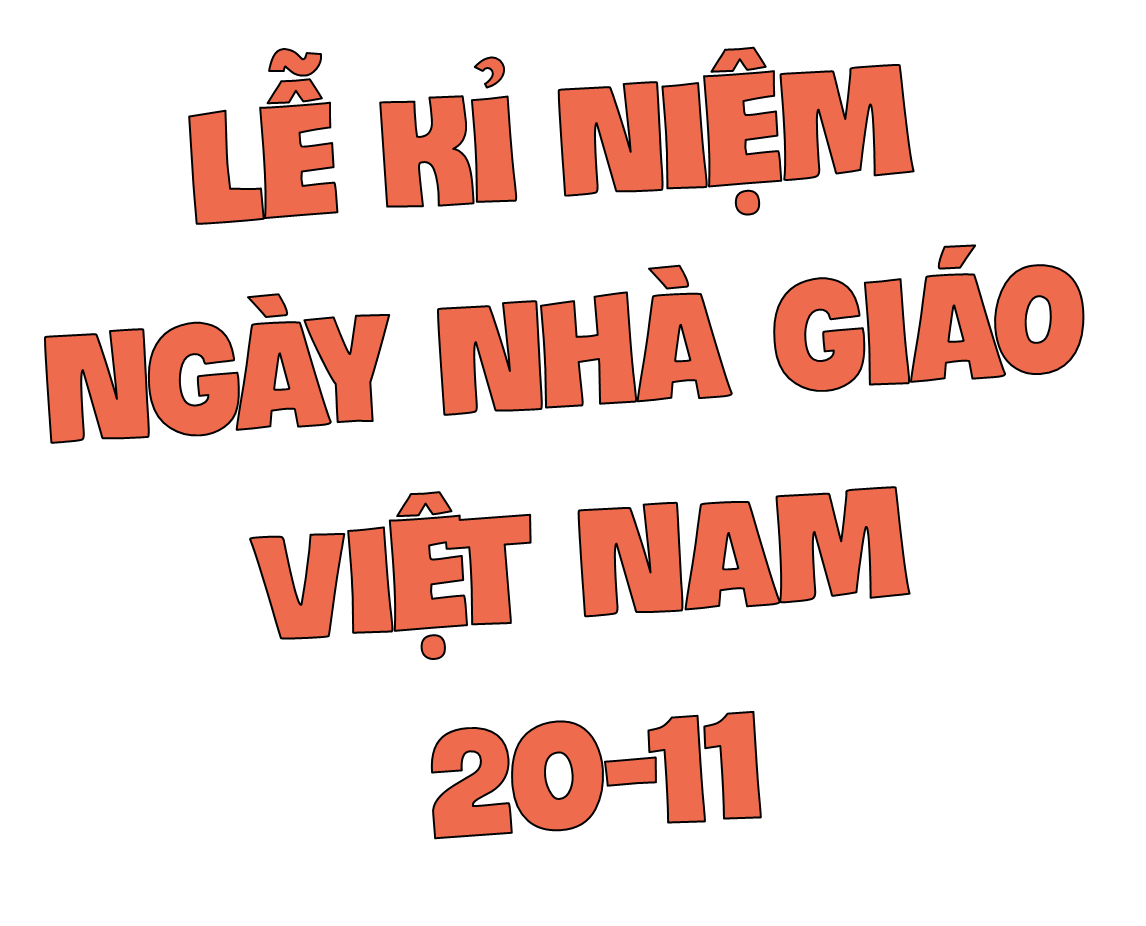 LỄ KỈ NIỆM
NGÀY NHÀ GIÁO
VIỆT NAM
20-11